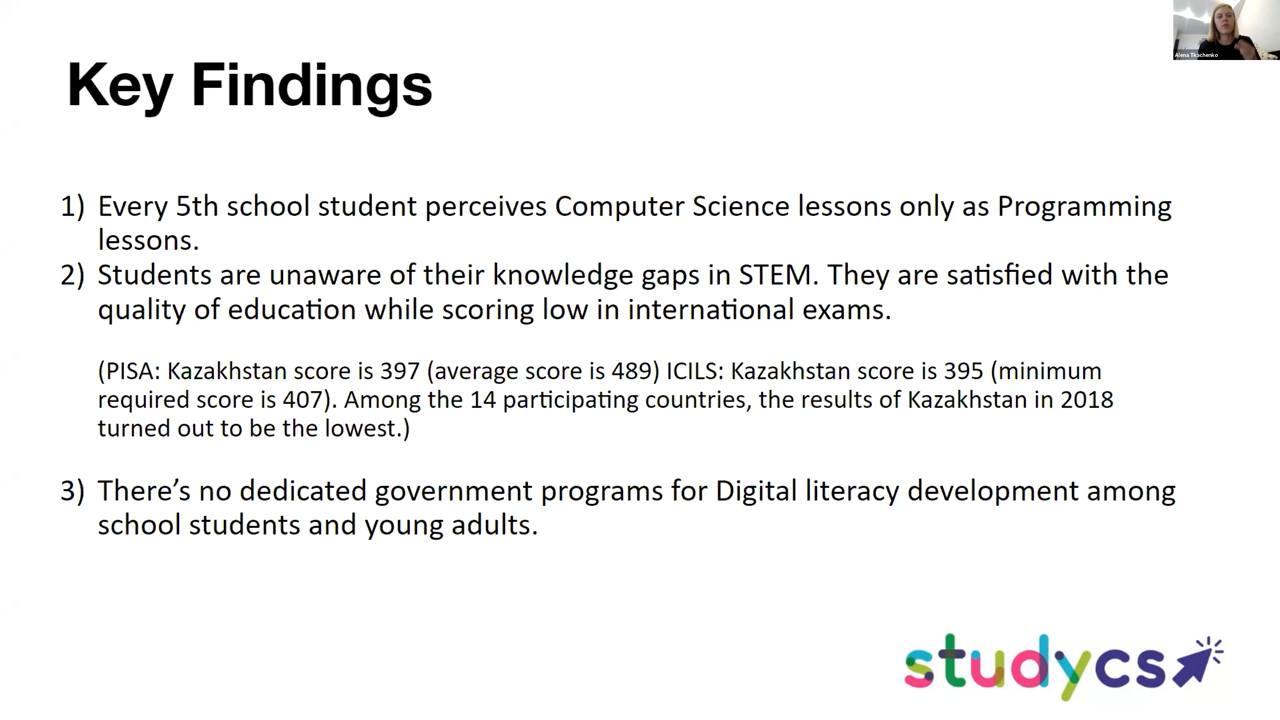 Alena Tkachenko
Key Findings
1) Every 5th school student perceives Computer Science lessons only as Programming
lessons.
2) Students are unaware of their knowledge gaps in STEM. They are satisfied with the
quality of education while scoring low in international exams.
(PISA: Kazakhstan score is 397 (average score is 489) ICILS: Kazakhstan score is 395 (minimum
required score is 407). Among the 14 participating countries, the results of Kazakhstan in 2018
turned out to be the lowest.)
3) There’s no dedicated government programs for Digital literacy development among
school students and young adults.
studycs